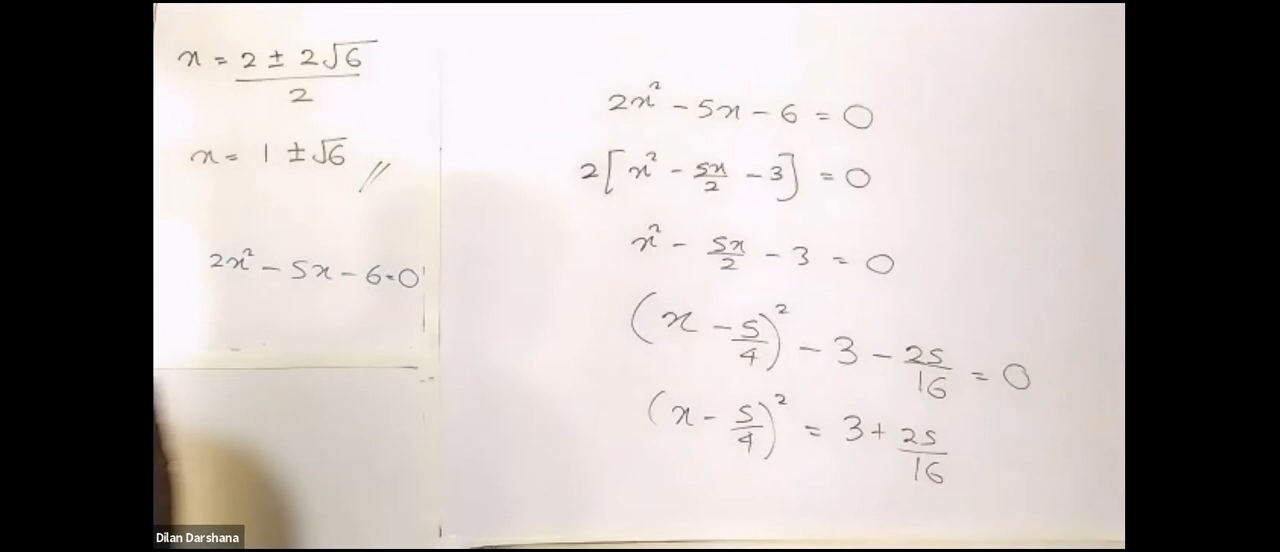 x = 2 ± 2√6
2
x = 1 ± √6 //
2x² - 5x - 6 = 0
2x² - 5x - 6 = 0
2[x² - 5x/2 - 3] = 0
x² - 5x/2 - 3 = 0
(x - 5/4)² - 3 - 25/16 = 0
(x - 5/4)² = 3 + 25/16
Dilan Darshana